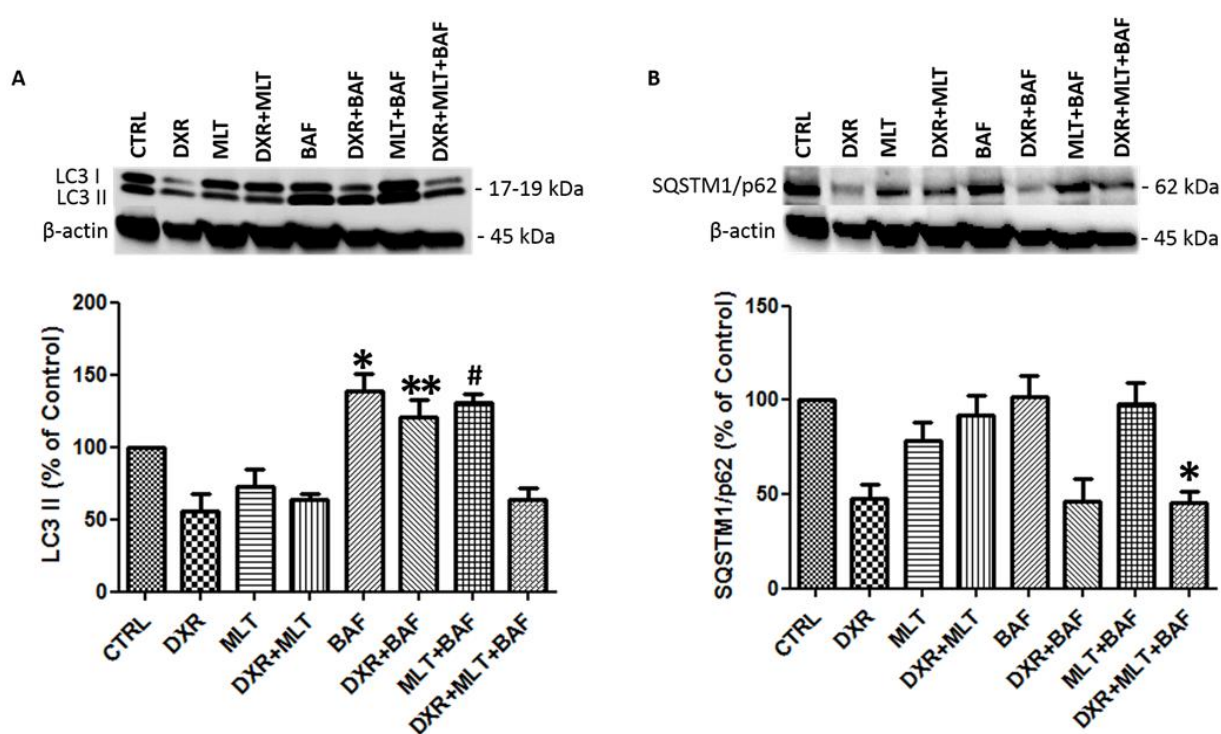 A
CTRL
DXR
MLT
DXR+MLT
BAF
DXR+BAF
MLT+BAF
DXR+MLT+BAF
LC3 I
LC3 II
- 17-19 kDa
β-actin
- 45 kDa
LC3 II (% of Control)
200
150
100
50
0
*
**
#
CTRL
DXR
MLT
DXR+MLT
BAF
DXR+BAF
MLT+BAF
DXR+MLT+BAF
B
CTRL
DXR
MLT
DXR+MLT
BAF
DXR+BAF
MLT+BAF
DXR+MLT+BAF
SQSTM1/p62
- 62 kDa
β-actin
- 45 kDa
SQSTM1/p62 (% of Control)
150
100
50
0
*
CTRL
DXR
MLT
DXR+MLT
BAF
DXR+BAF
MLT+BAF
DXR+MLT+BAF